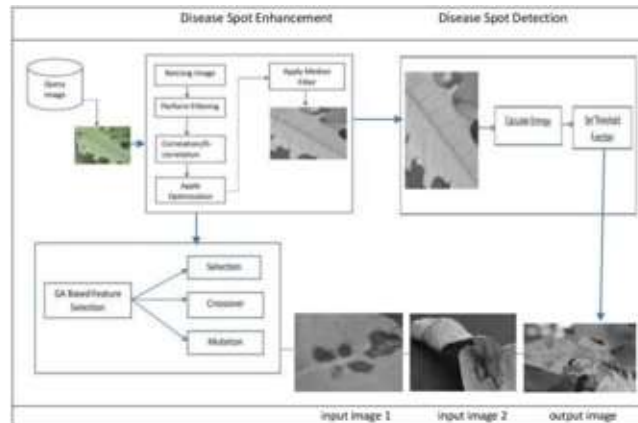 Disease Spot Enhancement
Disease Spot Detection
Query
Image
Resizing Image
Perform Filtering
Correlation/
correlation
Apply
Optimization
Apply Median
Filter
Calculate Entropy
Set Threshold
Function
GA Based Feature
Selection
Selection
Crossover
Mutation
input image 1
input image 2
output image